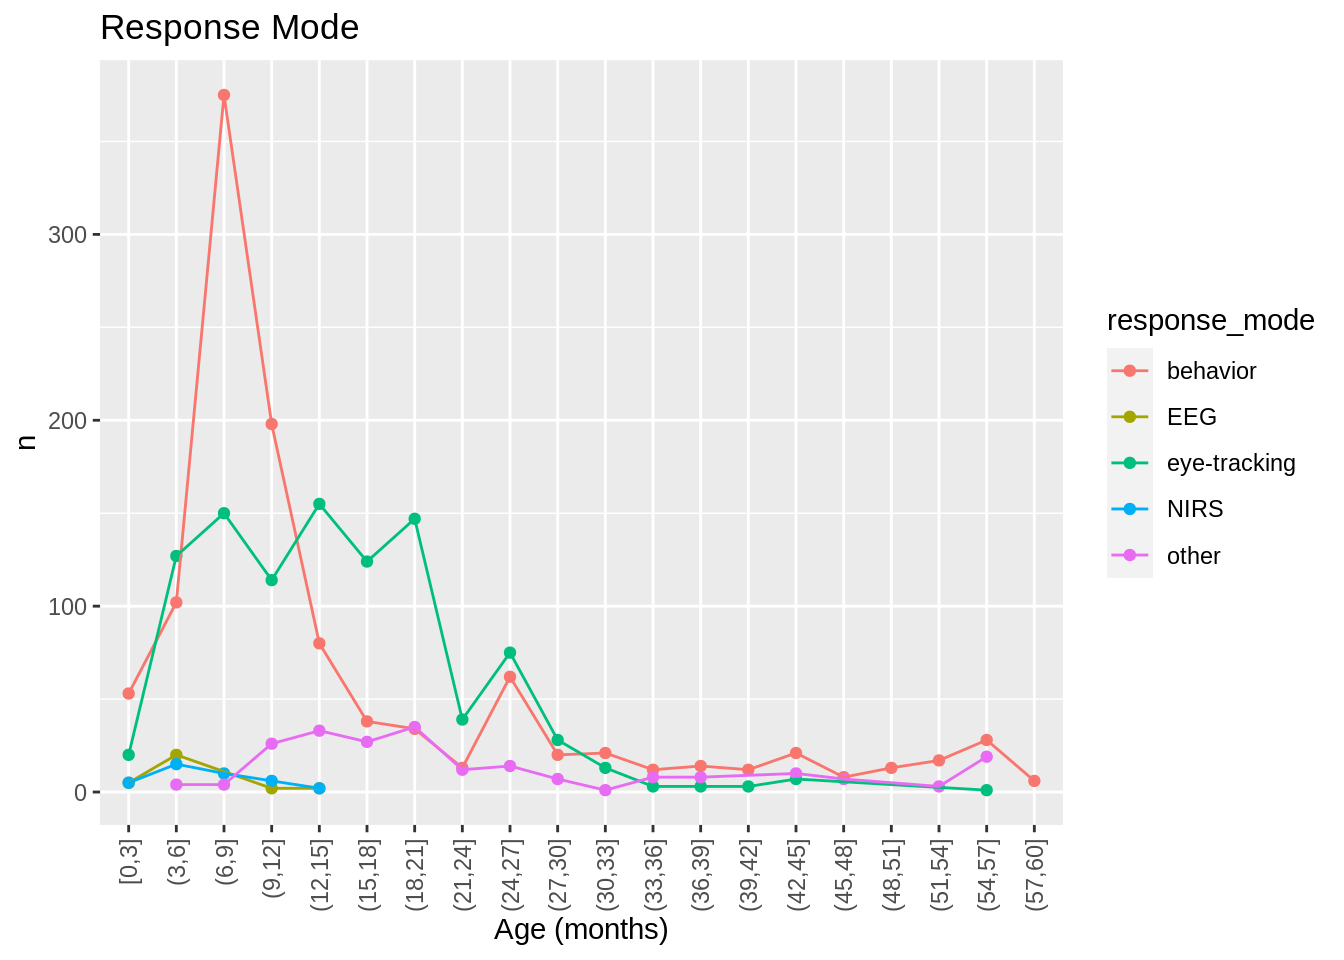 Response Mode
300
200
100
0
n
[0,3]
(3,6]
(6,9]
(9,12]
(12,15]
(15,18]
(18,21]
(21,24]
(24,27]
(27,30]
(30,33]
(33,36]
(36,39]
(39,42]
(42,45]
(45,48]
(48,51]
(51,54]
(54,57]
(57,60]
Age (months)
response_mode
behavior
EEG
eye-tracking
NIRS
other